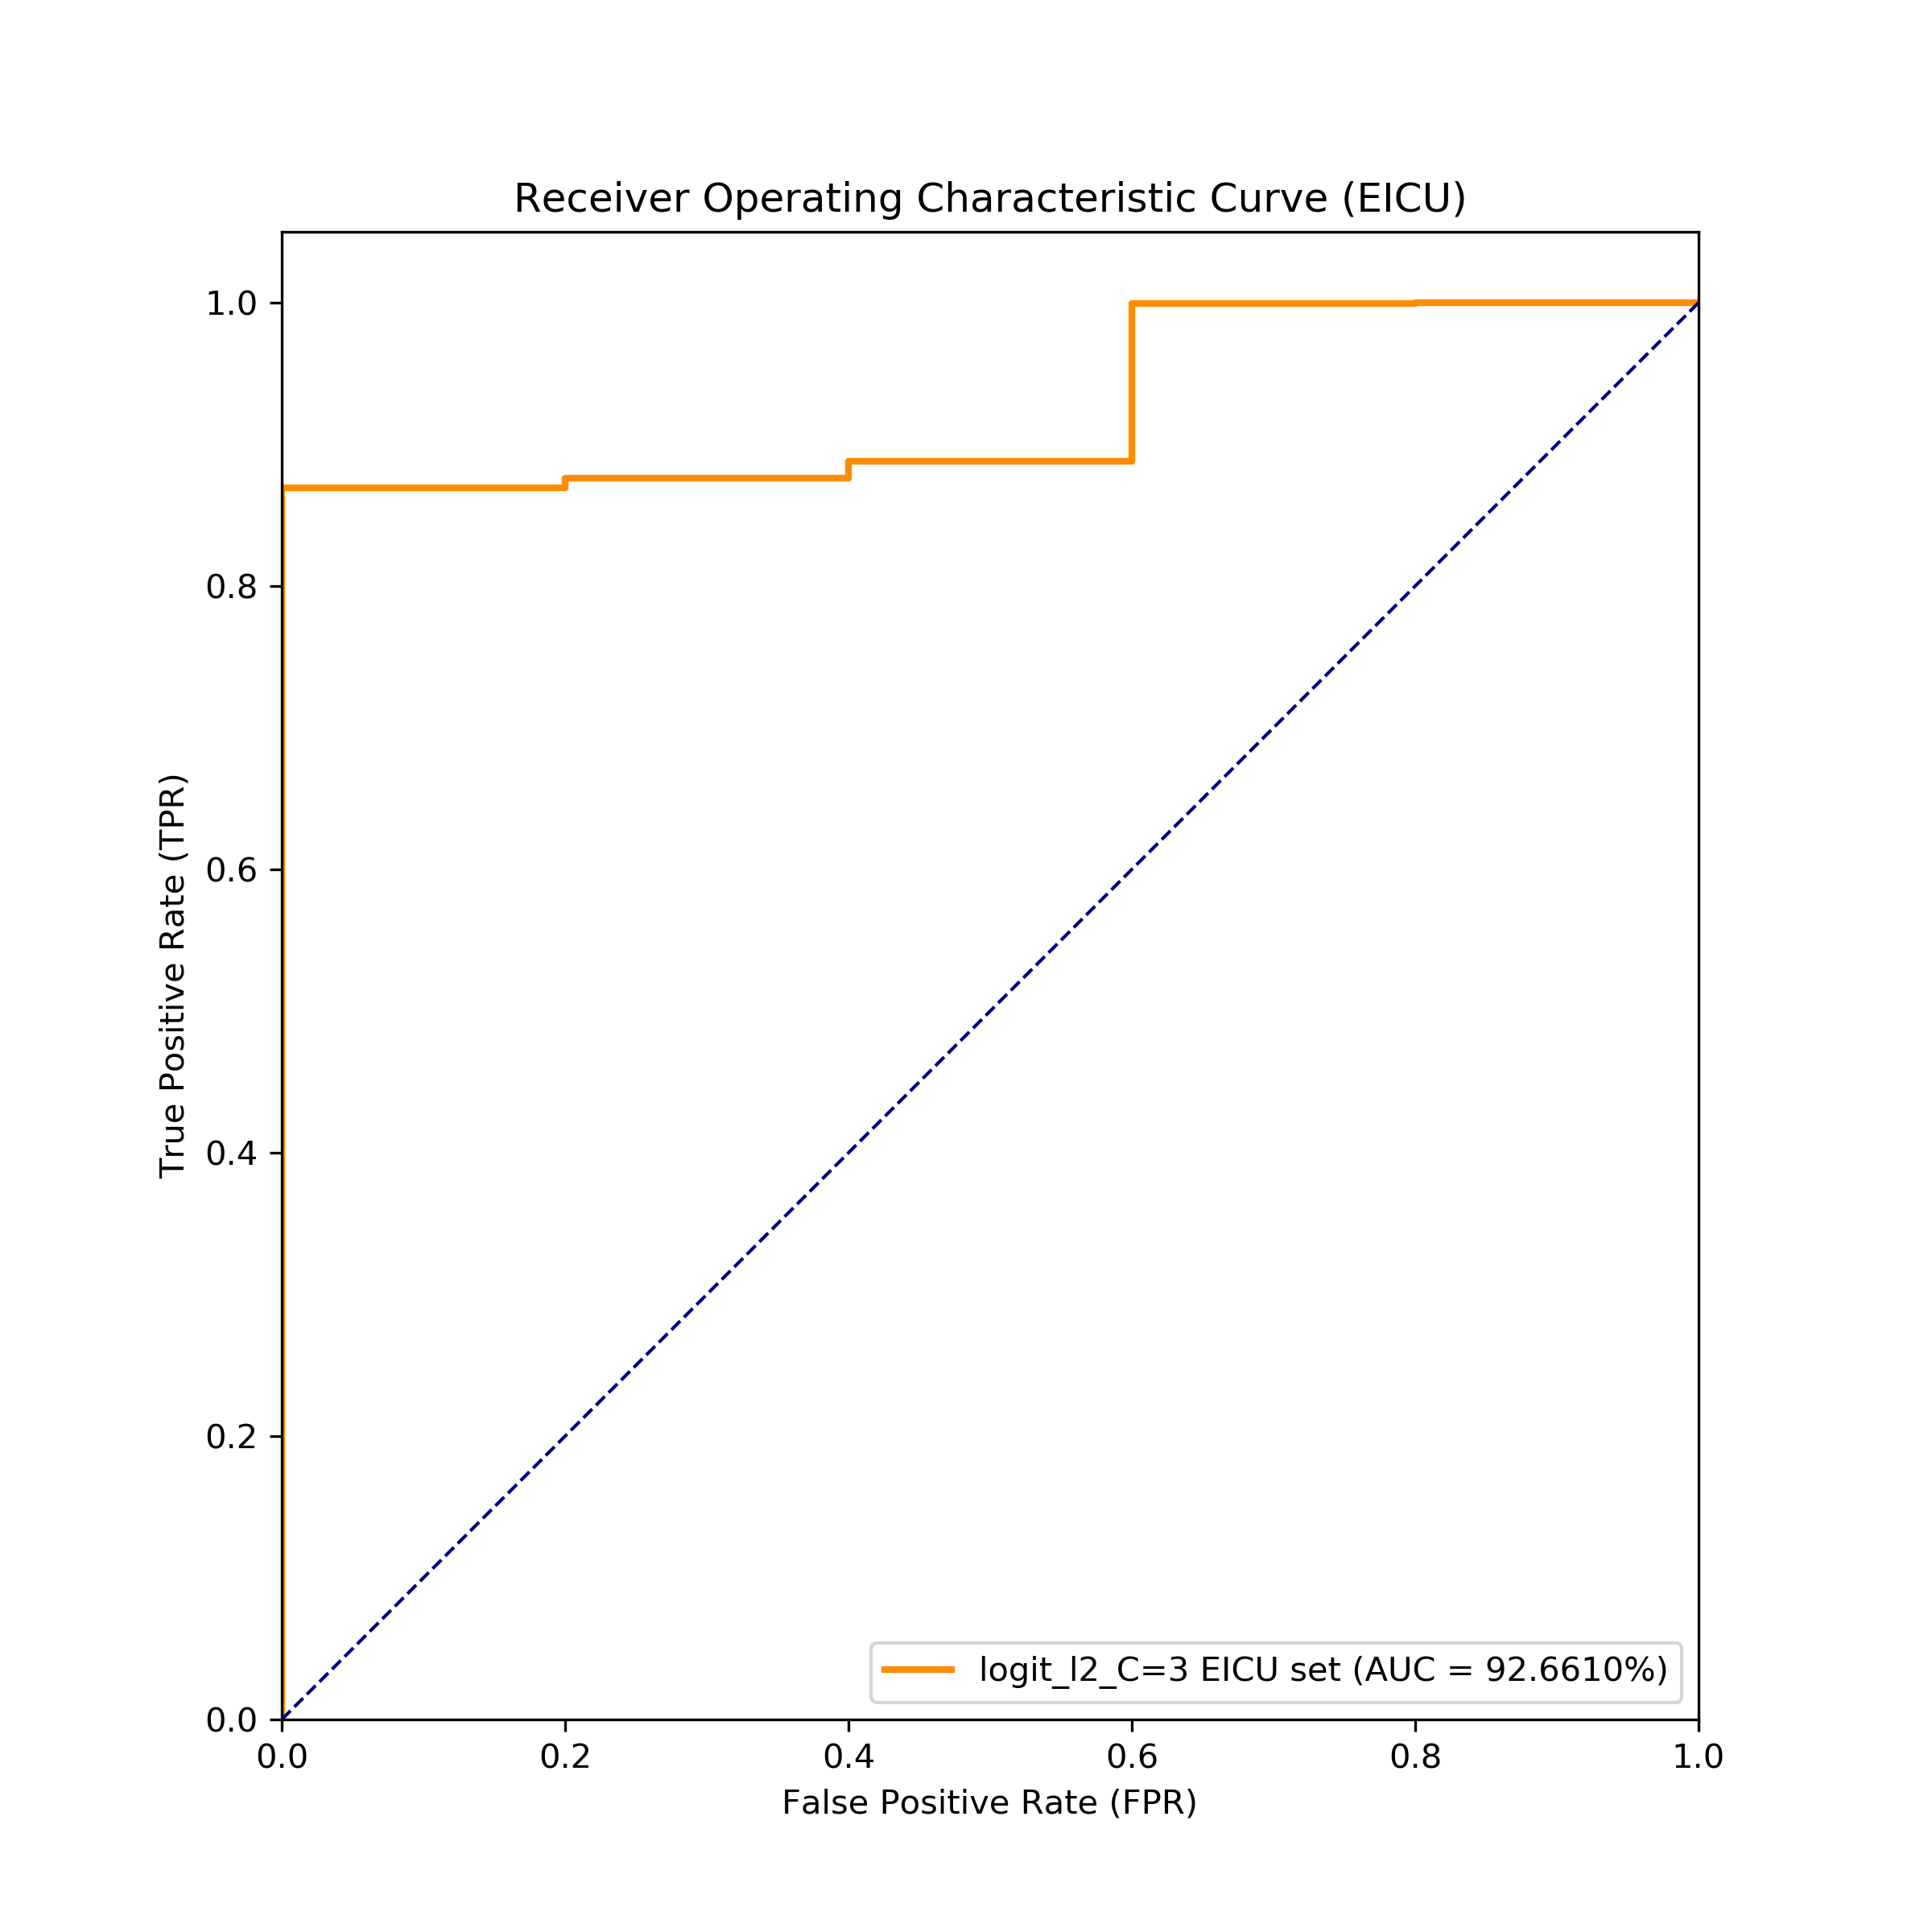 Receiver Operating Characteristic Curve (EICU)
1.0
0.8
0.6
0.4
0.2
0.0
True Positive Rate (TPR)
logit_l2_C=3 EICU set (AUC = 92.6610%)
0.0 0.2 0.4 0.6 0.8 1.0
False Positive Rate (FPR)